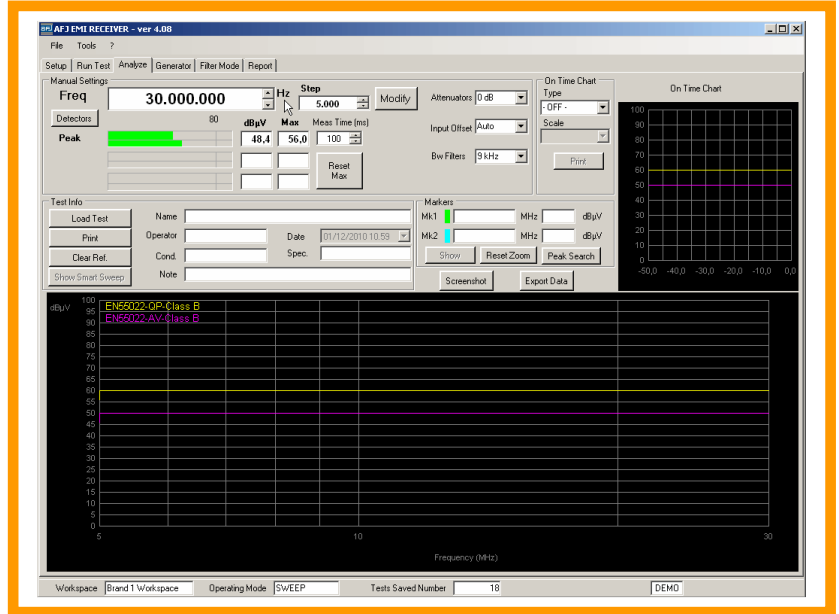 AFJ EMI RECEIVER - ver 4.08
File Tools ?
Setup Run Test Analyze Generator Filter Mode Report
Manual Settings
Freq 30.000.000 Hz Step 5.000 Modify
Detectors 80 dBµV Max Meas Time (ms)
Peak 48,4 56,0 100
Reset Max
Attenuators 0 dB
Input Offset Auto
Bw Filters 9 kHz
On Time Chart
Type
- OFF -
Scale
Print
On Time Chart
100
90
80
70
60
50
40
30
20
10
0
-50,0 -40,0 -30,0 -20,0 -10,0 0,0
Test Info
Load Test Name
Print Operator Date 01/12/2010 10.59
Clear Ref. Cond. Spec.
Show Smart Sweep Note
Markers
Mk1 MHz dBµV
Mk2 MHz dBµV
Show Reset Zoom Peak Search
Screenshot Export Data
dBµV
100
95
90
85
80
75
70
65
60
55
50
45
40
35
30
25
20
15
10
5
0
EN55022-QP-Class B
EN55022-AV-Class B
5 10 30
Frequency (MHz)
Workspace Brand 1 Workspace Operating Mode SWEEP Tests Saved Number 18 DEMO